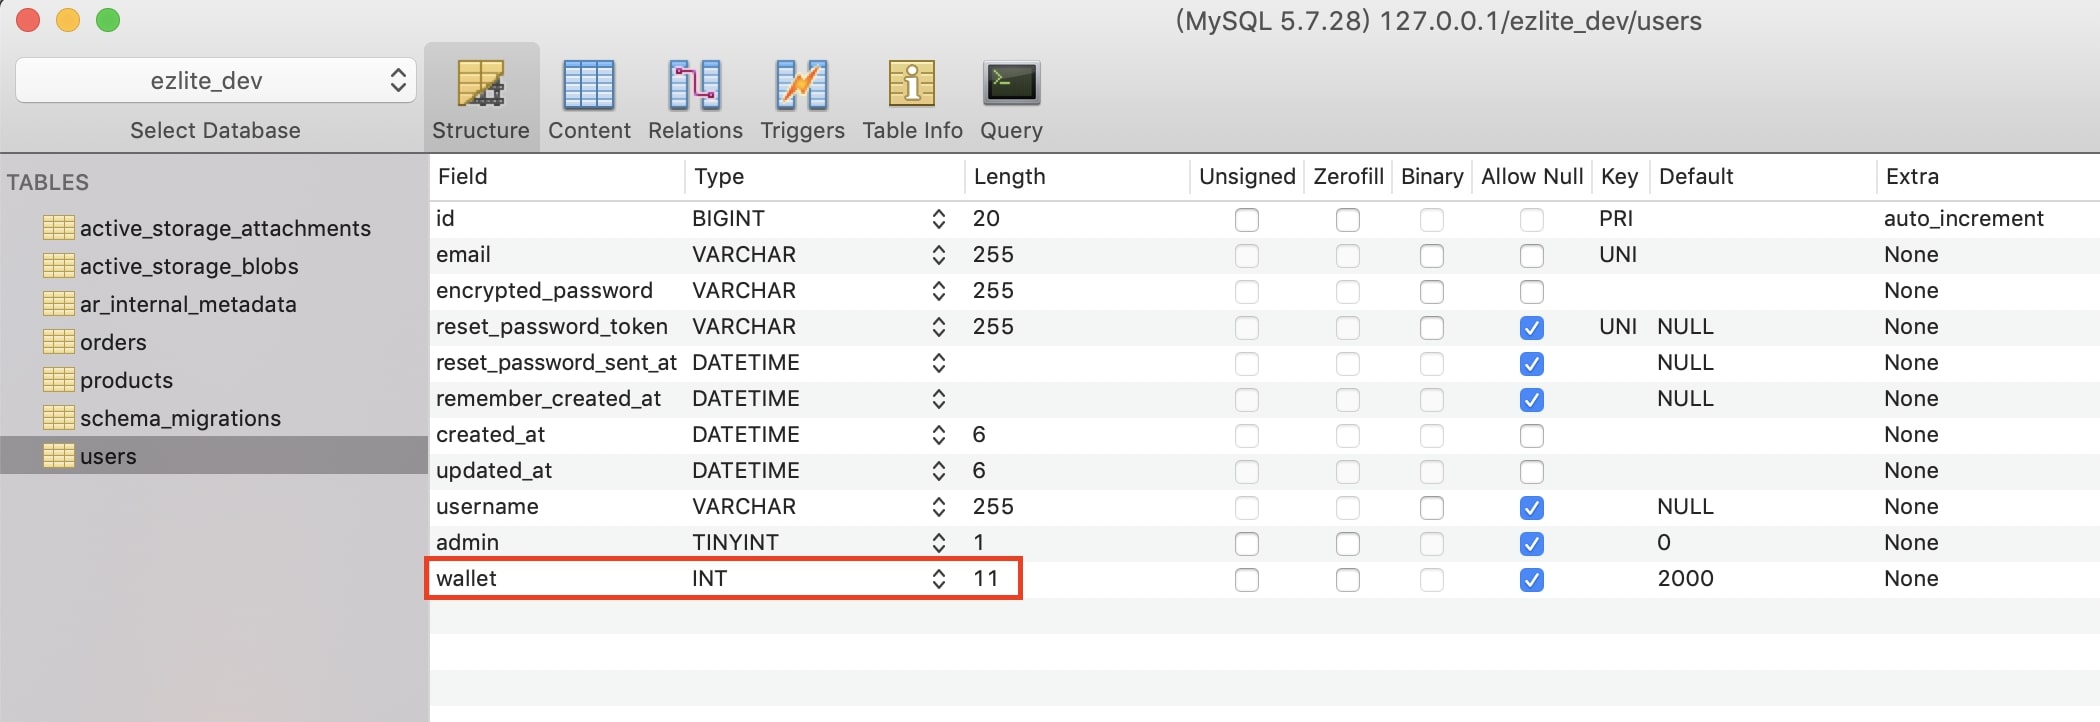 (MySQL 5.7.28) 127.0.0.1/ezlite_dev/users
ezlite_dev
Select Database
Structure Content Relations Triggers Table Info Query
TABLES
active_storage_attachments
active_storage_blobs
ar_internal_metadata
orders
products
schema_migrations
users
Field Type Length Unsigned Zerofill Binary Allow Null Key Default Extra
id BIGINT 20 PRI auto_increment
email VARCHAR 255 UNI None
encrypted_password VARCHAR 255 None
reset_password_token VARCHAR 255 UNI NULL None
reset_password_sent_at DATETIME NULL None
remember_created_at DATETIME NULL None
created_at DATETIME 6 None
updated_at DATETIME 6 None
username VARCHAR 255 NULL None
admin TINYINT 1 0 None
wallet INT 11 2000 None